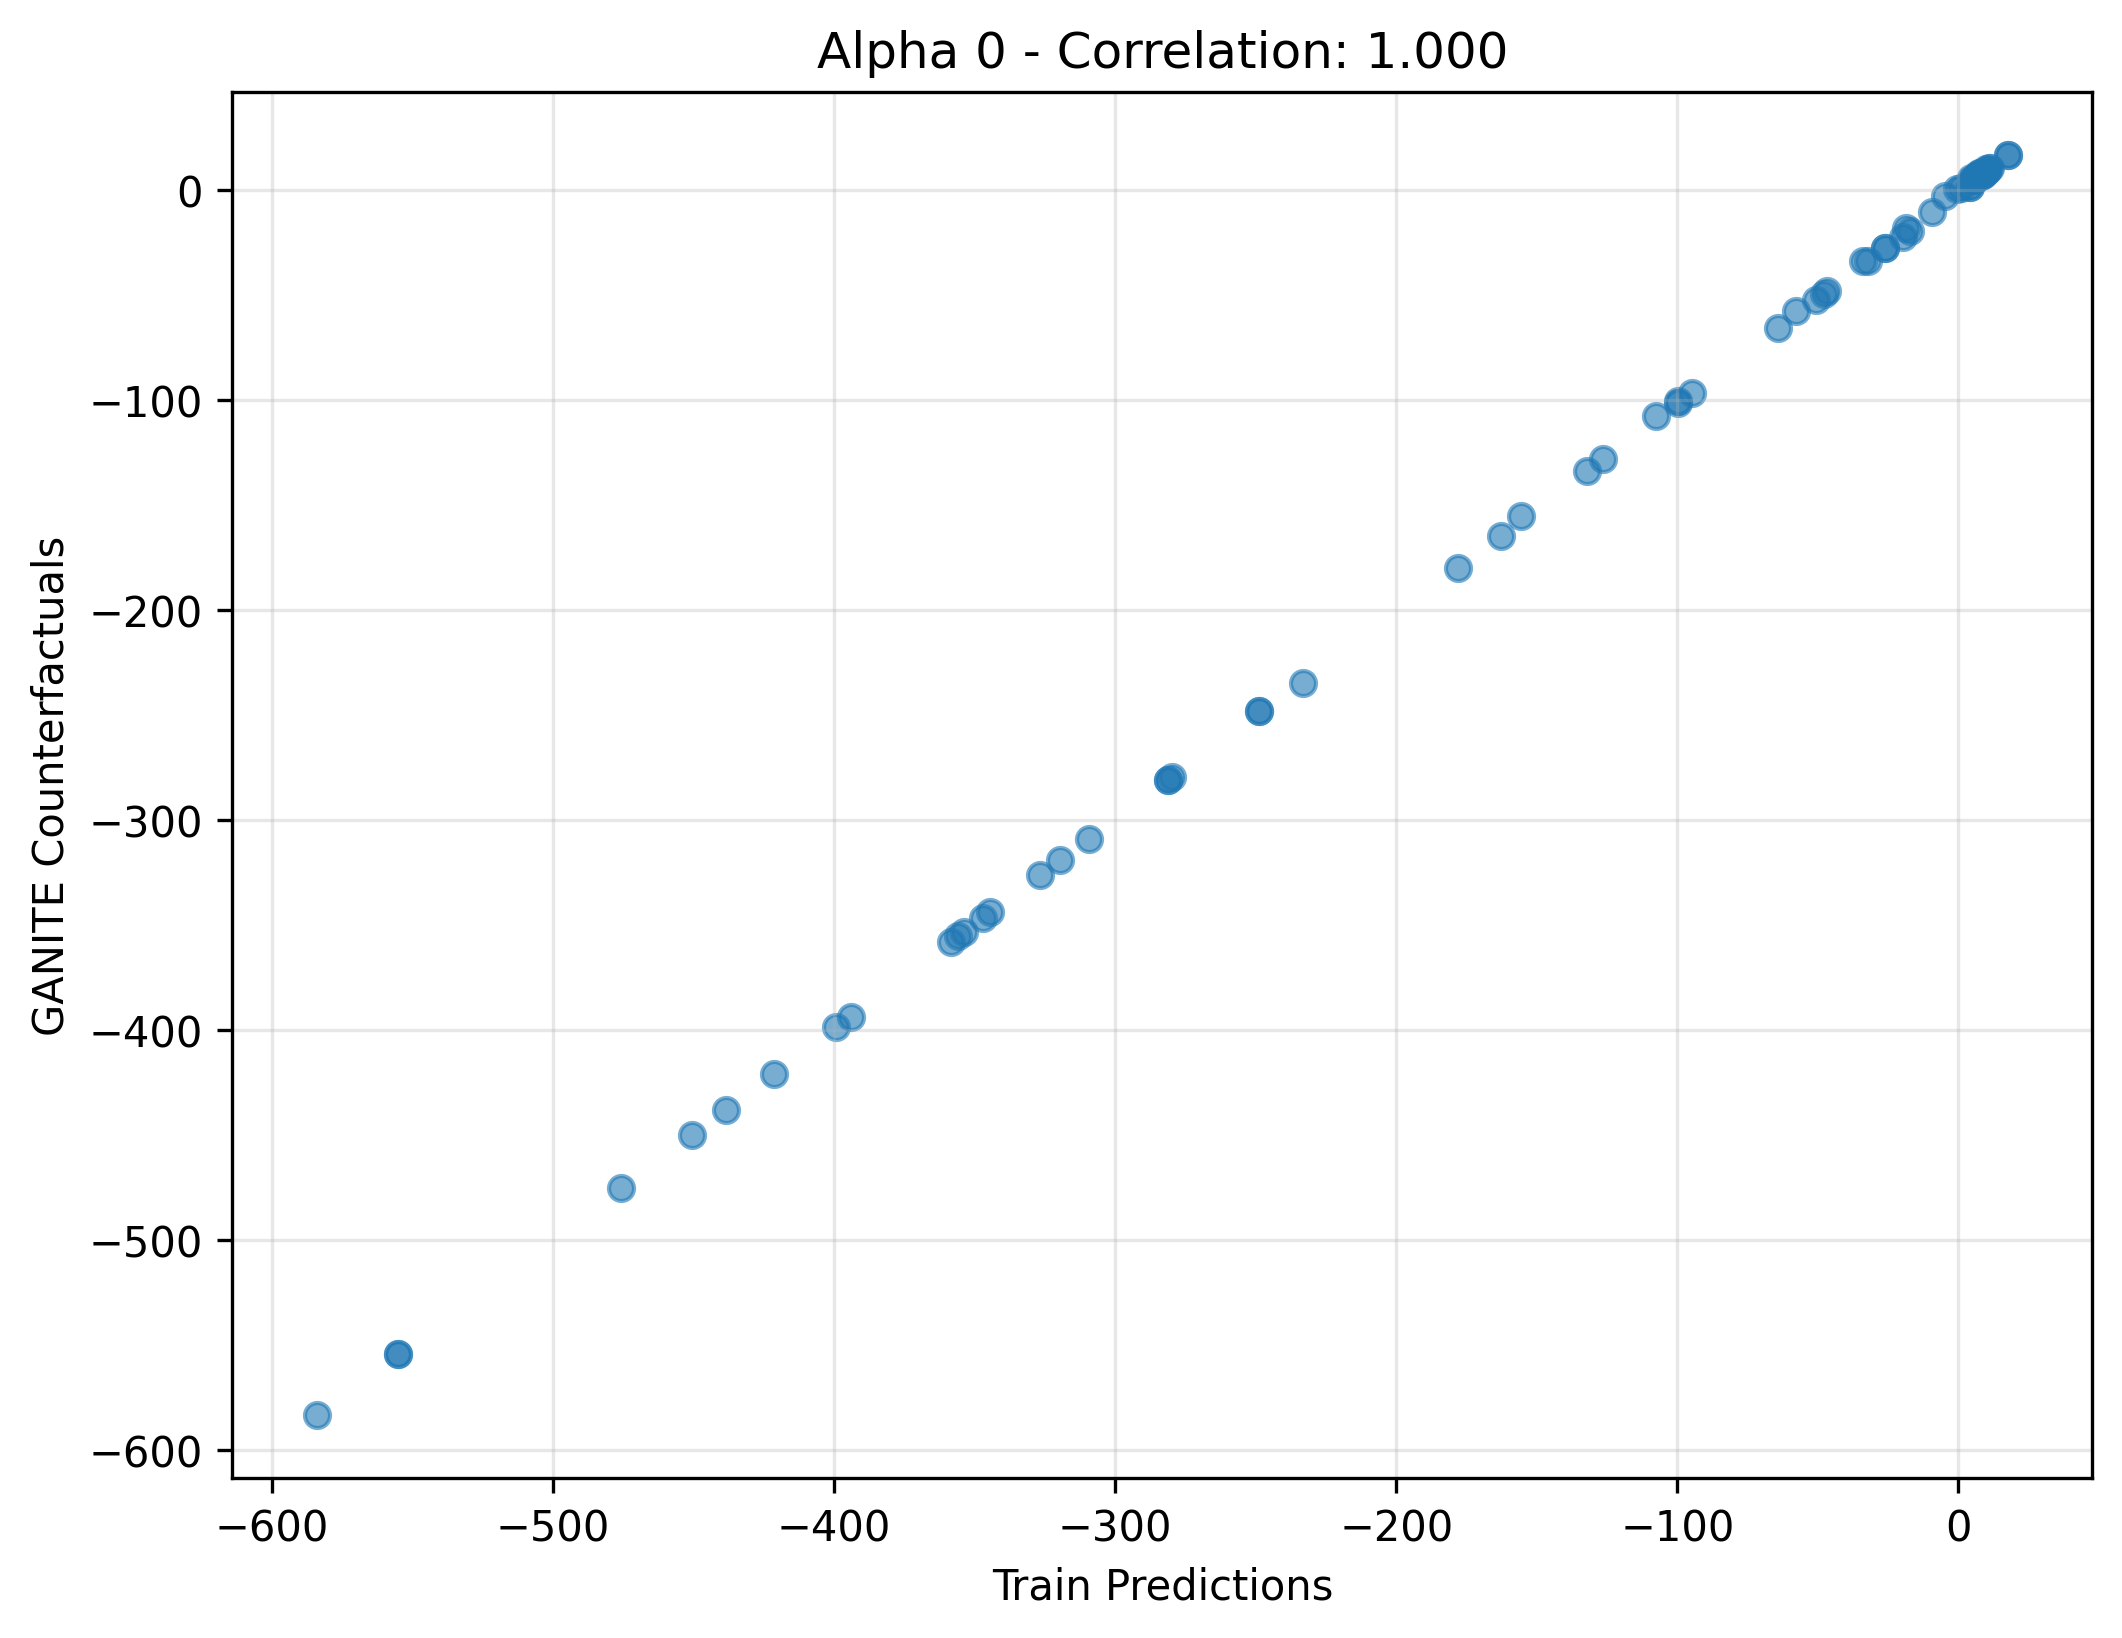 Alpha 0 - Correlation: 1.000
0
−100
−200
−300
−400
−500
−600
GANITE Counterfactuals
−600 −500 −400 −300 −200 −100 0
Train Predictions